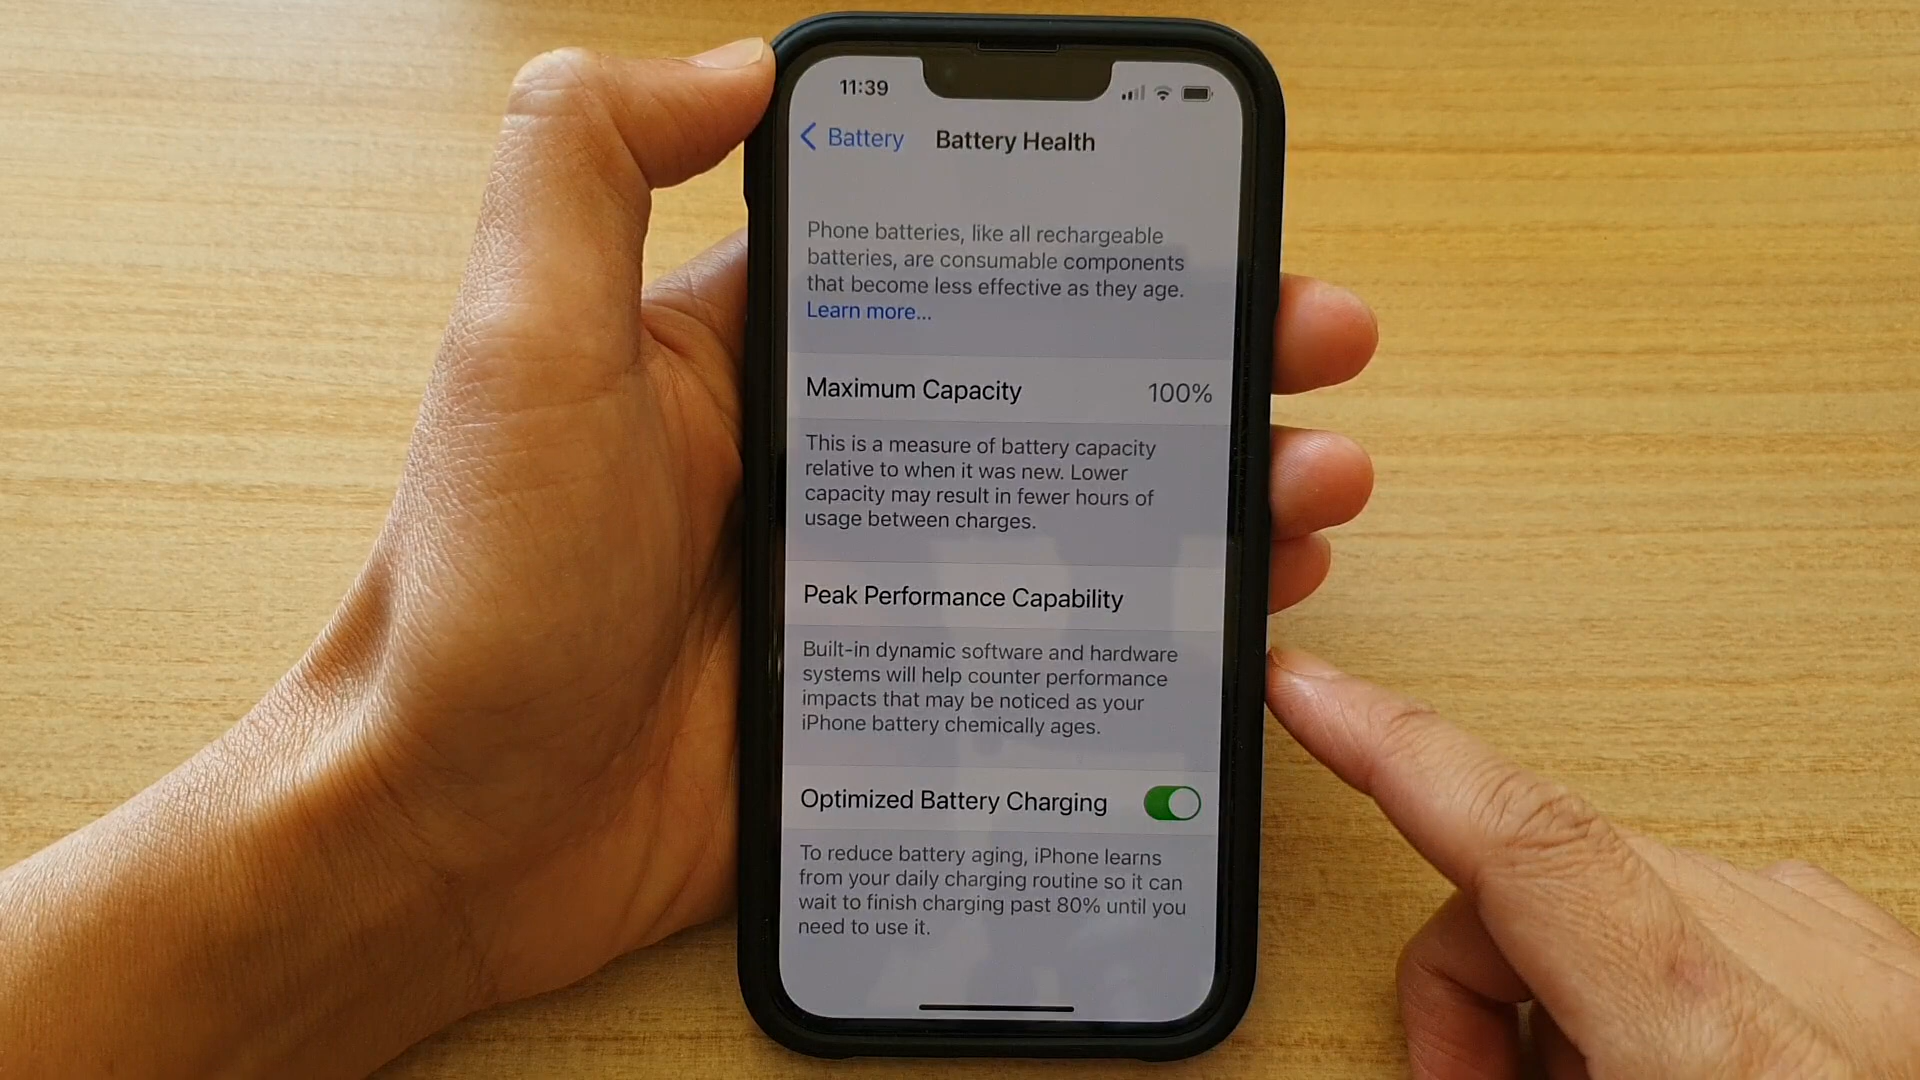 11:39
Battery
Battery Health
Phone batteries, like all rechargeable
batteries, are consumable components
that become less effective as they age.
Learn more...
Maximum Capacity 100%
This is a measure of battery capacity
relative to when it was new. Lower
capacity may result in fewer hours of
usage between charges.
Peak Performance Capability
Built-in dynamic software and hardware
systems will help counter performance
impacts that may be noticed as your
iPhone battery chemically ages.
Optimized Battery Charging
To reduce battery aging, iPhone learns
from your daily charging routine so it can
wait to finish charging past 80% until you
need to use it.